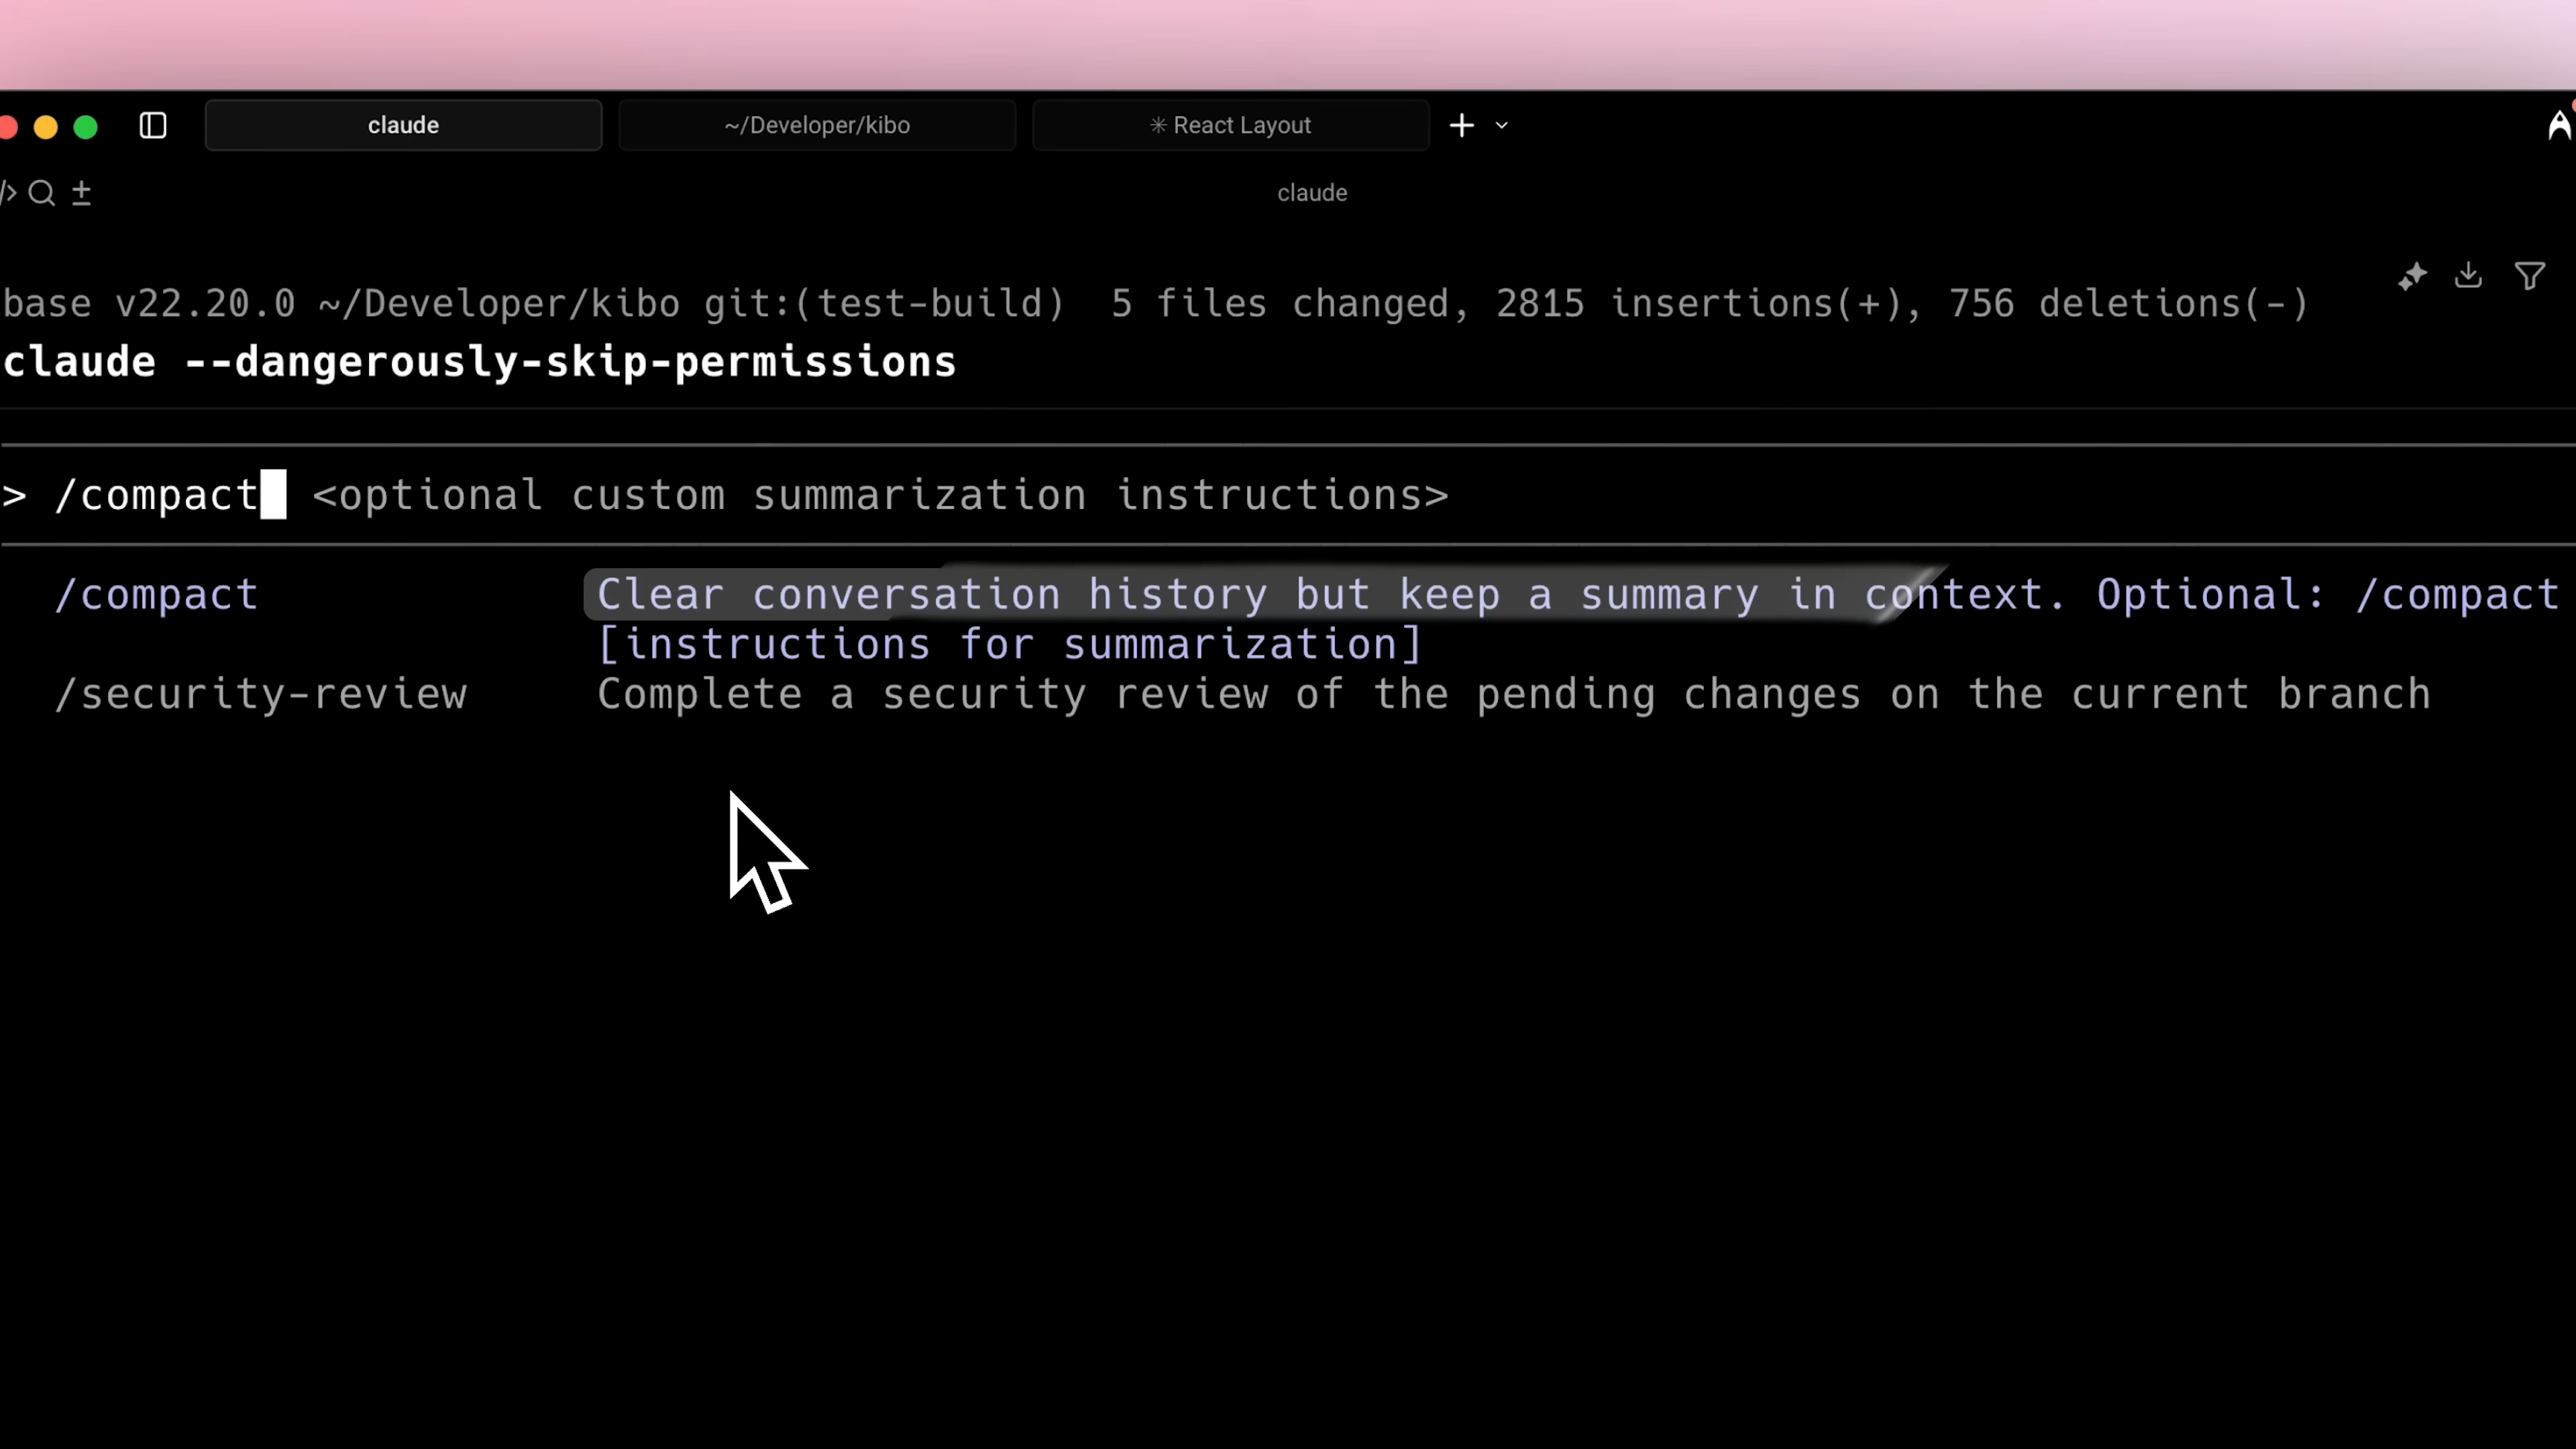 claude
~/Developer/kibo
✳ React Layout
claude
base v22.20.0 ~/Developer/kibo git:(test-build)  5 files changed, 2815 insertions(+), 756 deletions(-)
claude --dangerously-skip-permissions
> /compact <optional custom summarization instructions>
/compact Clear conversation history but keep a summary in context. Optional: /compact
[instructions for summarization]
/security-review Complete a security review of the pending changes on the current branch